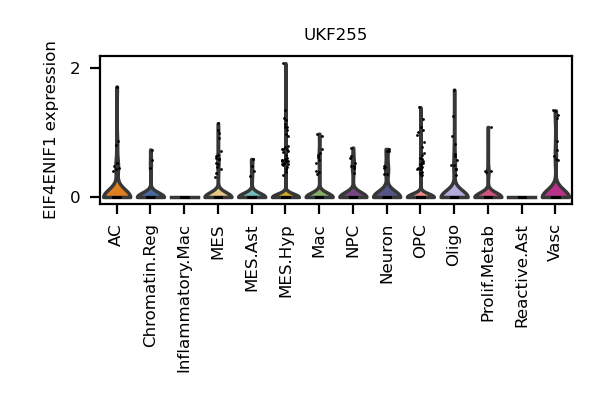 UKF255
EIF4ENIF1 expression
2
0
AC
Chromatin.Reg
Inflammatory.Mac
MES
MES.Ast
MES.Hyp
Mac
NPC
Neuron
OPC
Oligo
Prolif.Metab
Reactive.Ast
Vasc